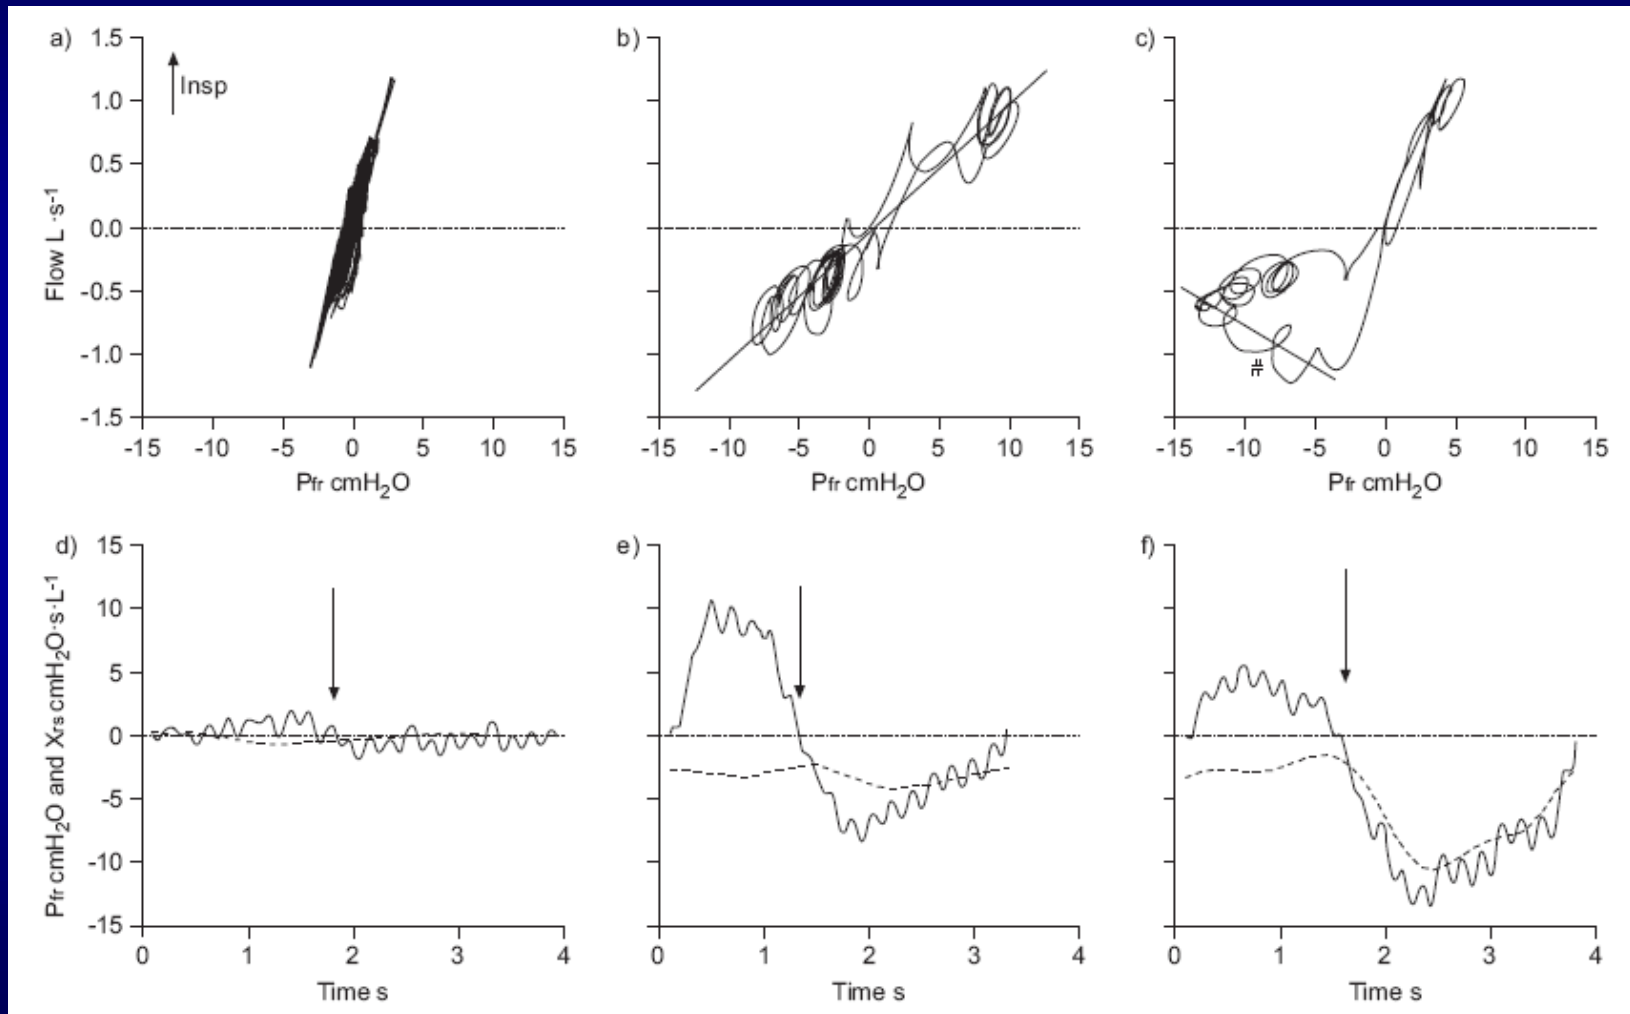 a)
1.5
1.0
0.5
0.0
-0.5
-1.0
-1.5
Insp
Flow L·s-1
-15 -10 -5 0 5 10 15
Pfr cmH2O
b)
-15 -10 -5 0 5 10 15
Pfr cmH2O
c)
-15 -10 -5 0 5 10 15
Pfr cmH2O
d)
15
10
5
0
-5
-10
-15
Pfr cmH2O and Xrs cmH2O·s·L-1
0 1 2 3 4
Time s
e)
0 1 2 3 4
Time s
f)
0 1 2 3 4
Time s